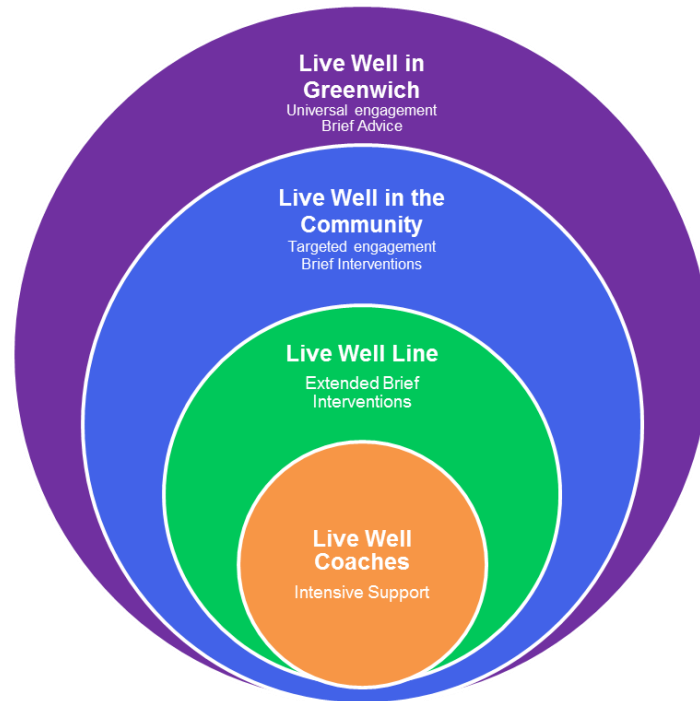 Live Well in
Greenwich
Universal engagement
Brief Advice
Live Well in the
Community
Targeted engagement
Brief Interventions
Live Well Line
Extended Brief
Interventions
Live Well
Coaches
Intensive Support